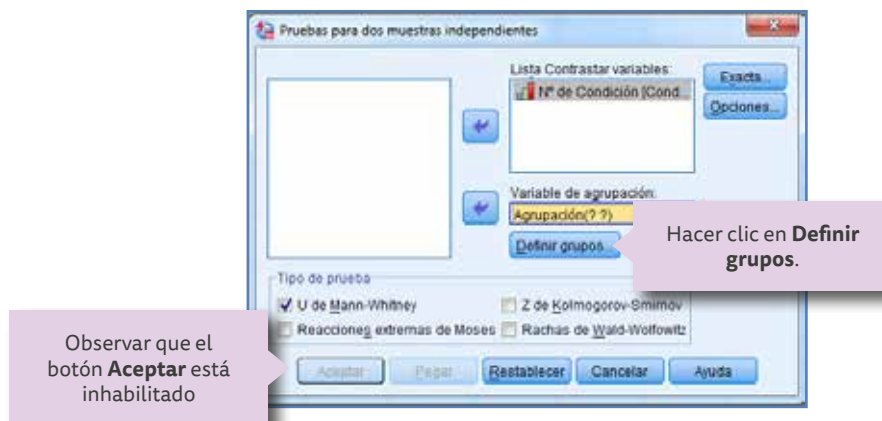 Pruebas para dos muestras independientes
Lista Contrastar variables:
Nº de Condición [Cond...
Exacta...
Opciones...
Variable de agrupación:
Agrupación(? ?)
Definir grupos...
Hacer clic en Definir
grupos.
Tipo de prueba
U de Mann-Whitney
Z de Kolmogorov-Smirnov
Reacciones extremas de Moses
Rachas de Wald-Wolfowitz
Observar que el
botón Aceptar está
inhabilitado
Aceptar
Pegar
Restablecer
Cancelar
Ayuda